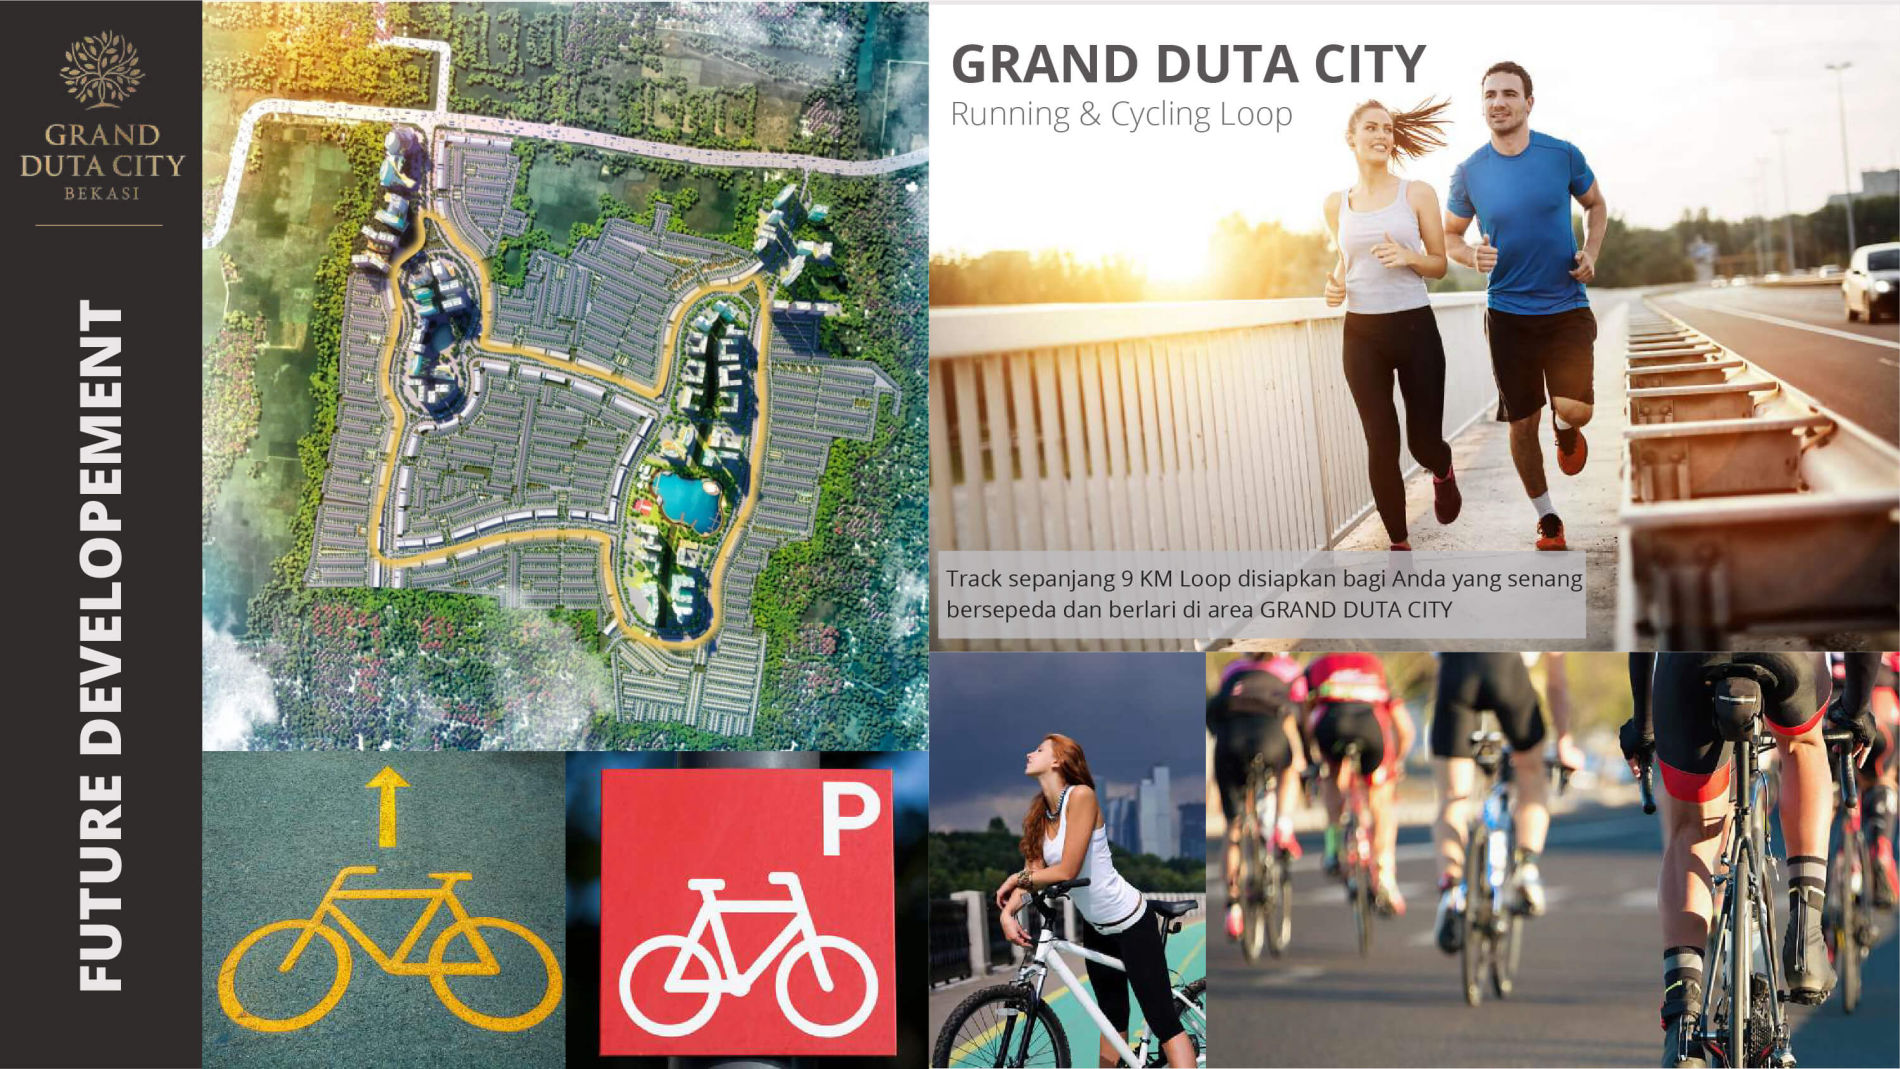 GRAND
DUTA CITY
BEKASI
FUTURE DEVELOPEMENT
GRAND DUTA CITY
Running & Cycling Loop
Track sepanjang 9 KM Loop disiapkan bagi Anda yang senang
bersepeda dan berlari di area GRAND DUTA CITY
P